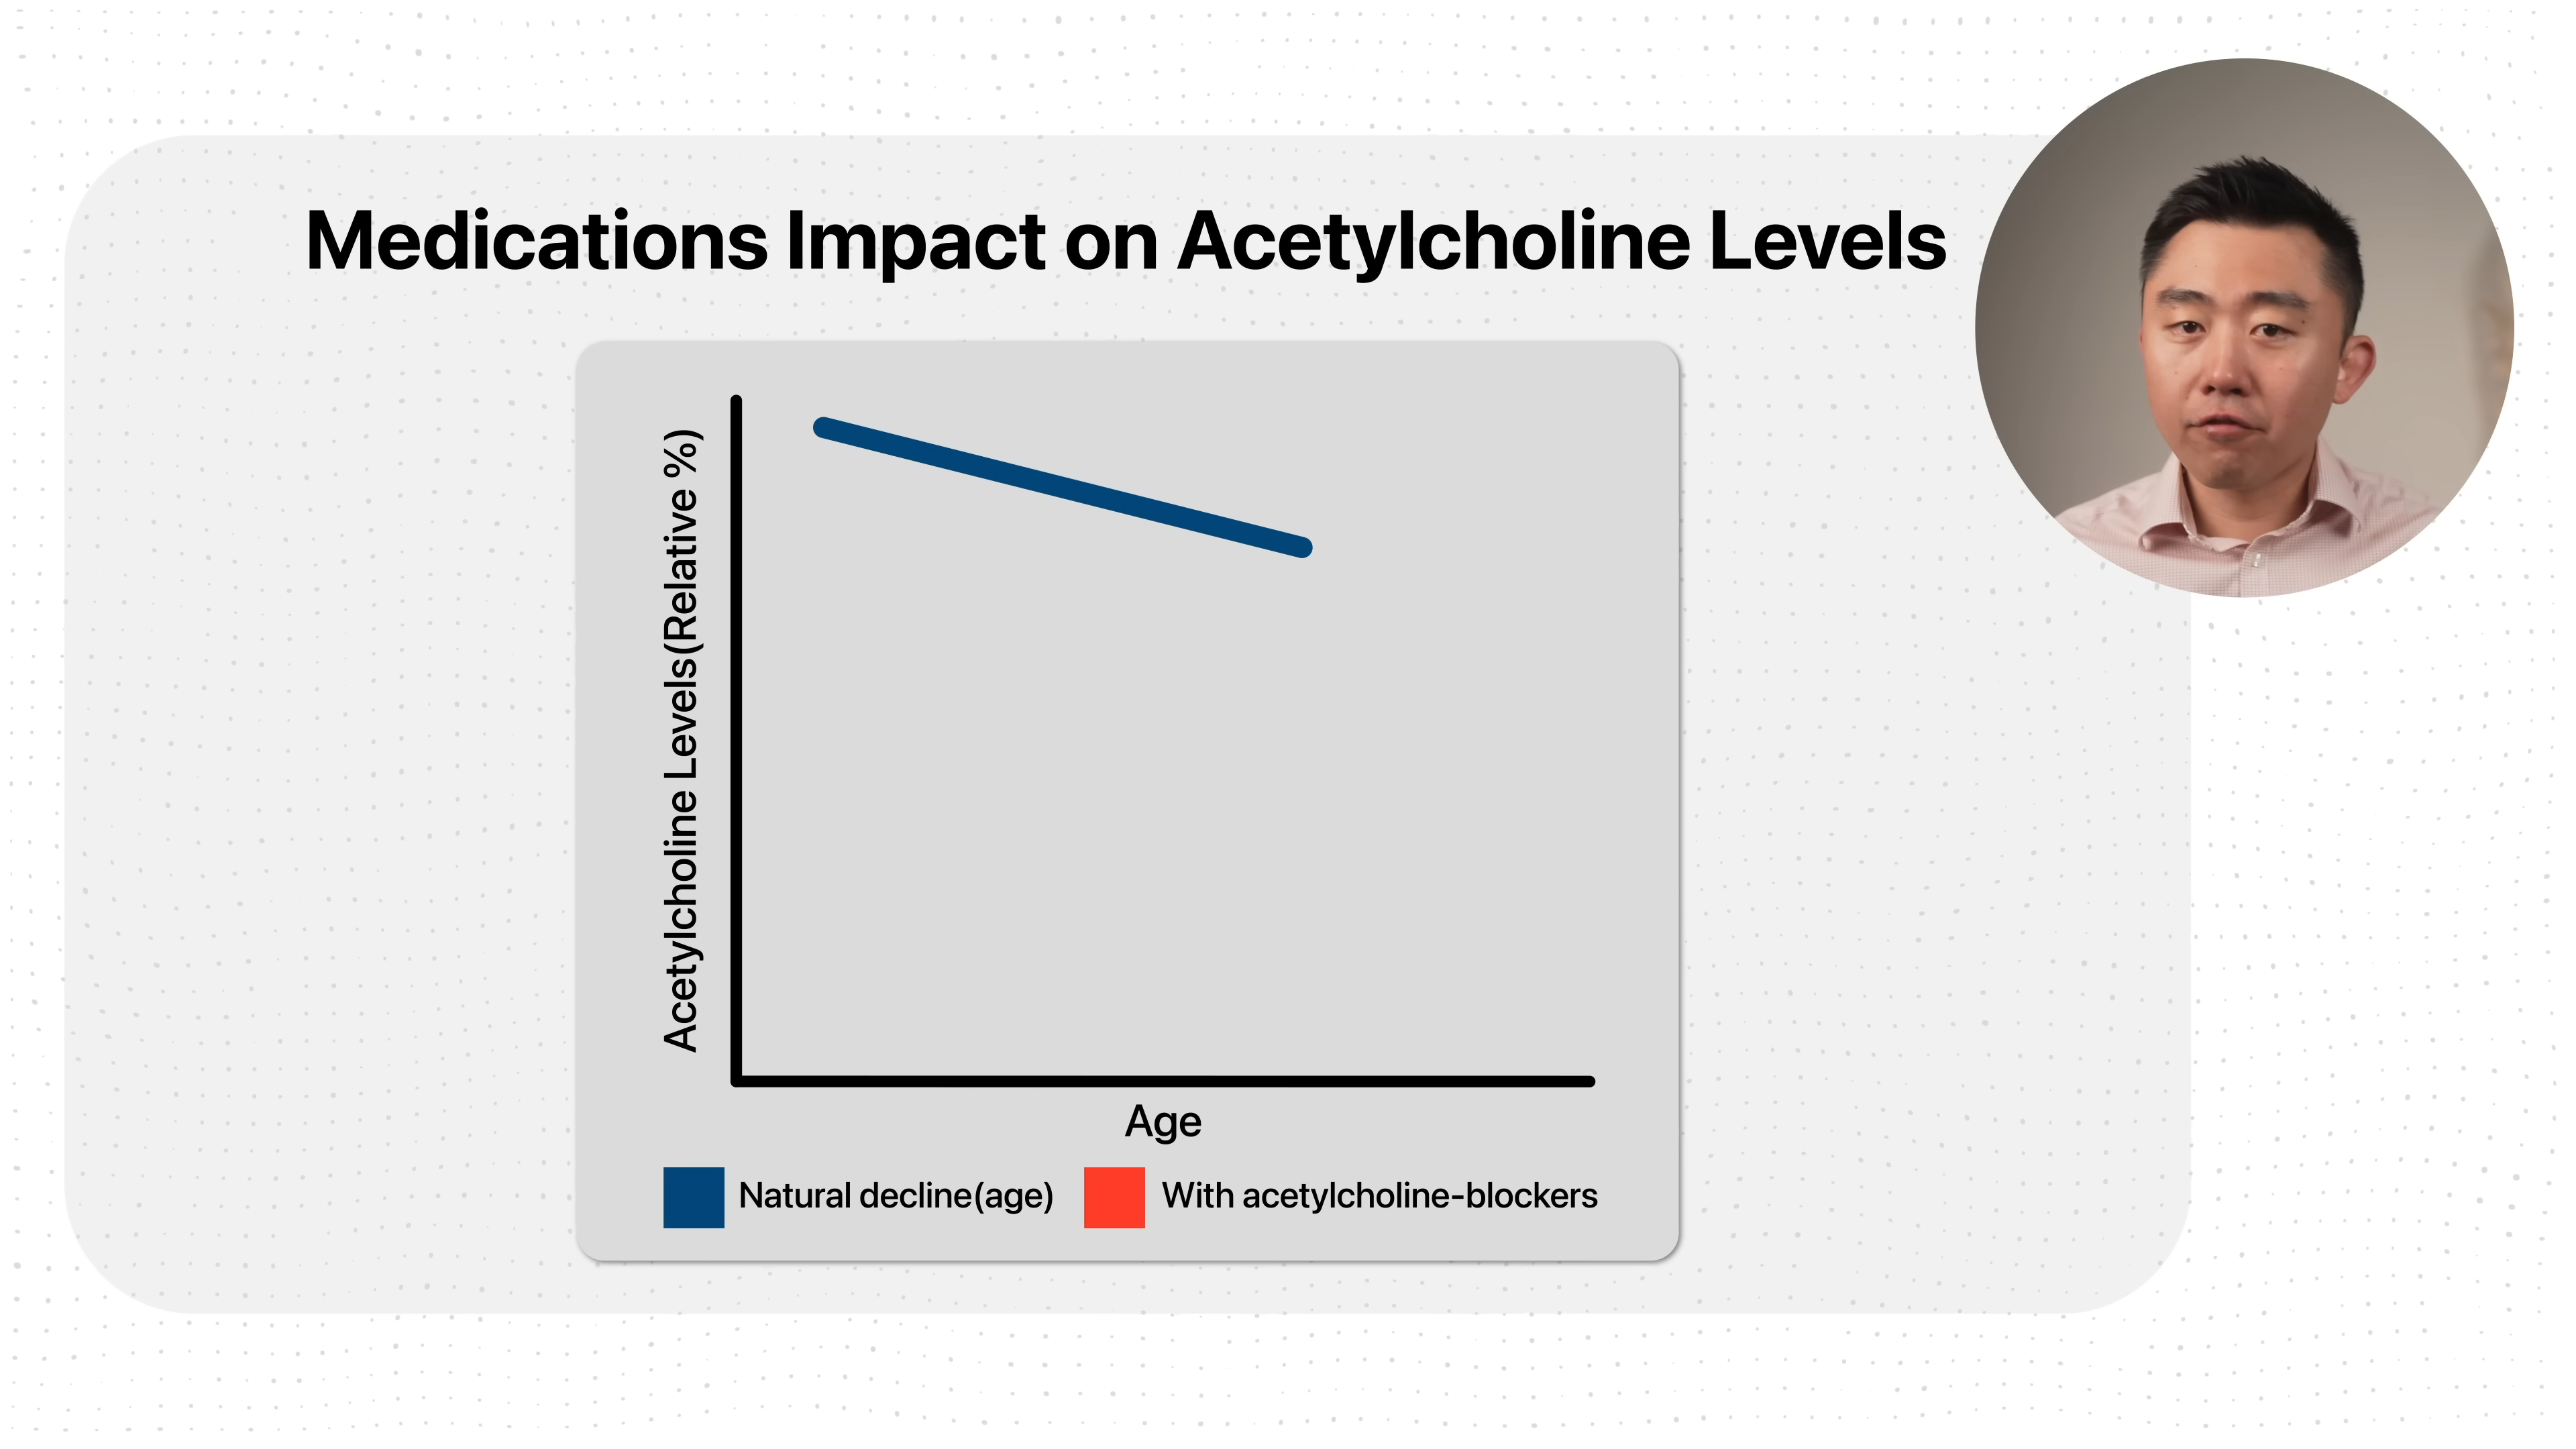 Medications Impact on Acetylcholine Levels
Acetylcholine Levels(Relative %)
Age
Natural decline(age)
With acetylcholine-blockers